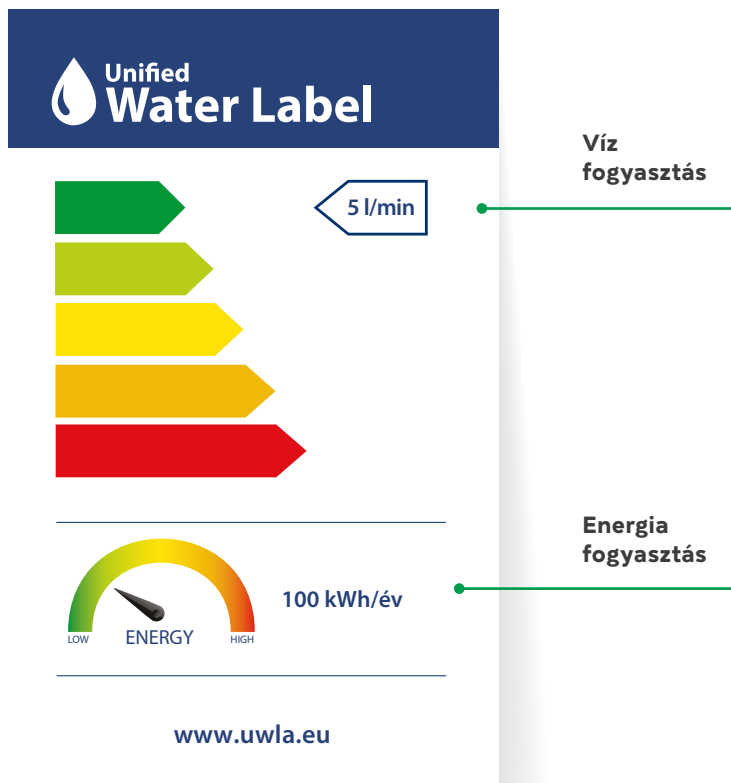 Unified
Water Label
Víz
fogyasztás
5 l/min
Energia
fogyasztás
100 kWh/év
LOW
ENERGY
HIGH
www.uwla.eu